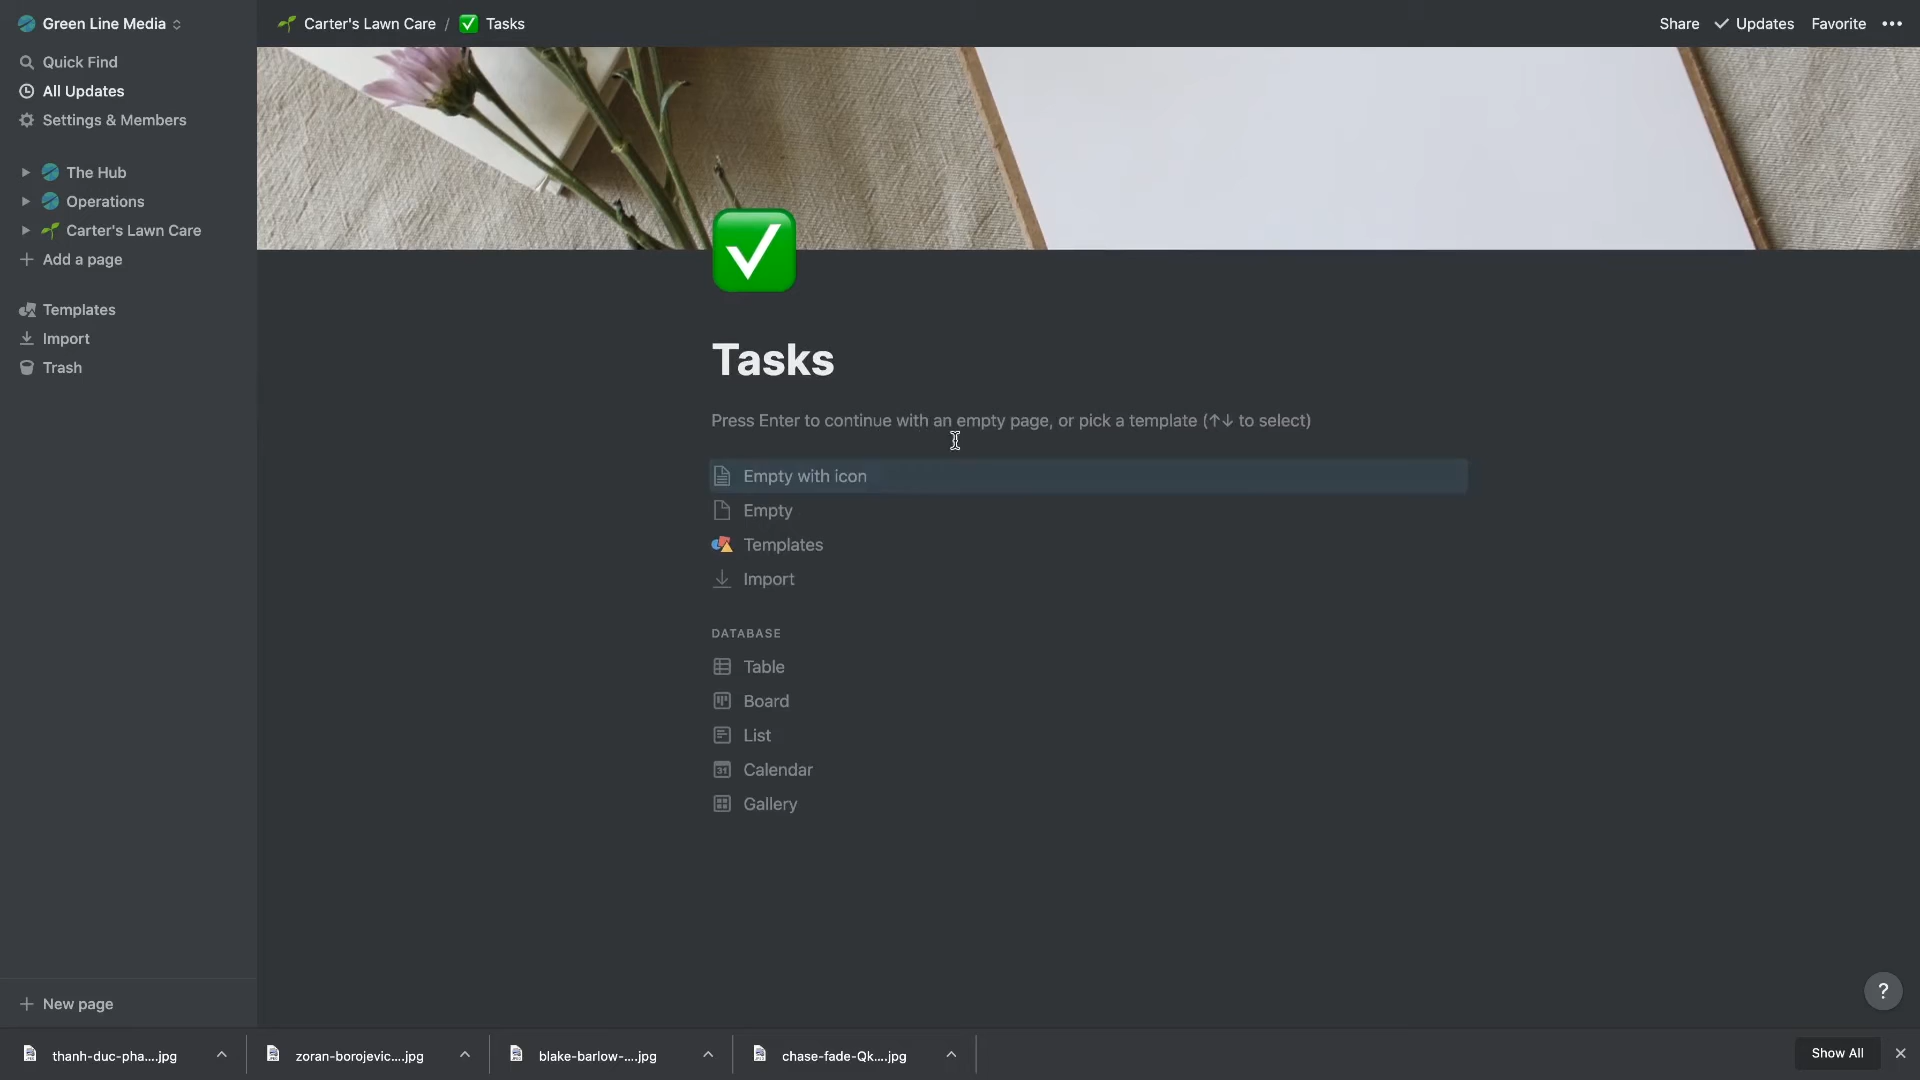 Green Line Media
Carter's Lawn Care / Tasks
Share Updates Favorite •••
Quick Find
All Updates
Settings & Members
The Hub
Operations
Carter's Lawn Care
Add a page
Templates
Import
Trash
Tasks
Press Enter to continue with an empty page, or pick a template (↑↓ to select)
Empty with icon
Empty
Templates
Import
DATABASE
Table
Board
List
31 Calendar
Gallery
New page
?
thanh-duc-pha....jpg
zoran-borojevic....jpg
blake-barlow-....jpg
chase-fade-Qk....jpg
Show All